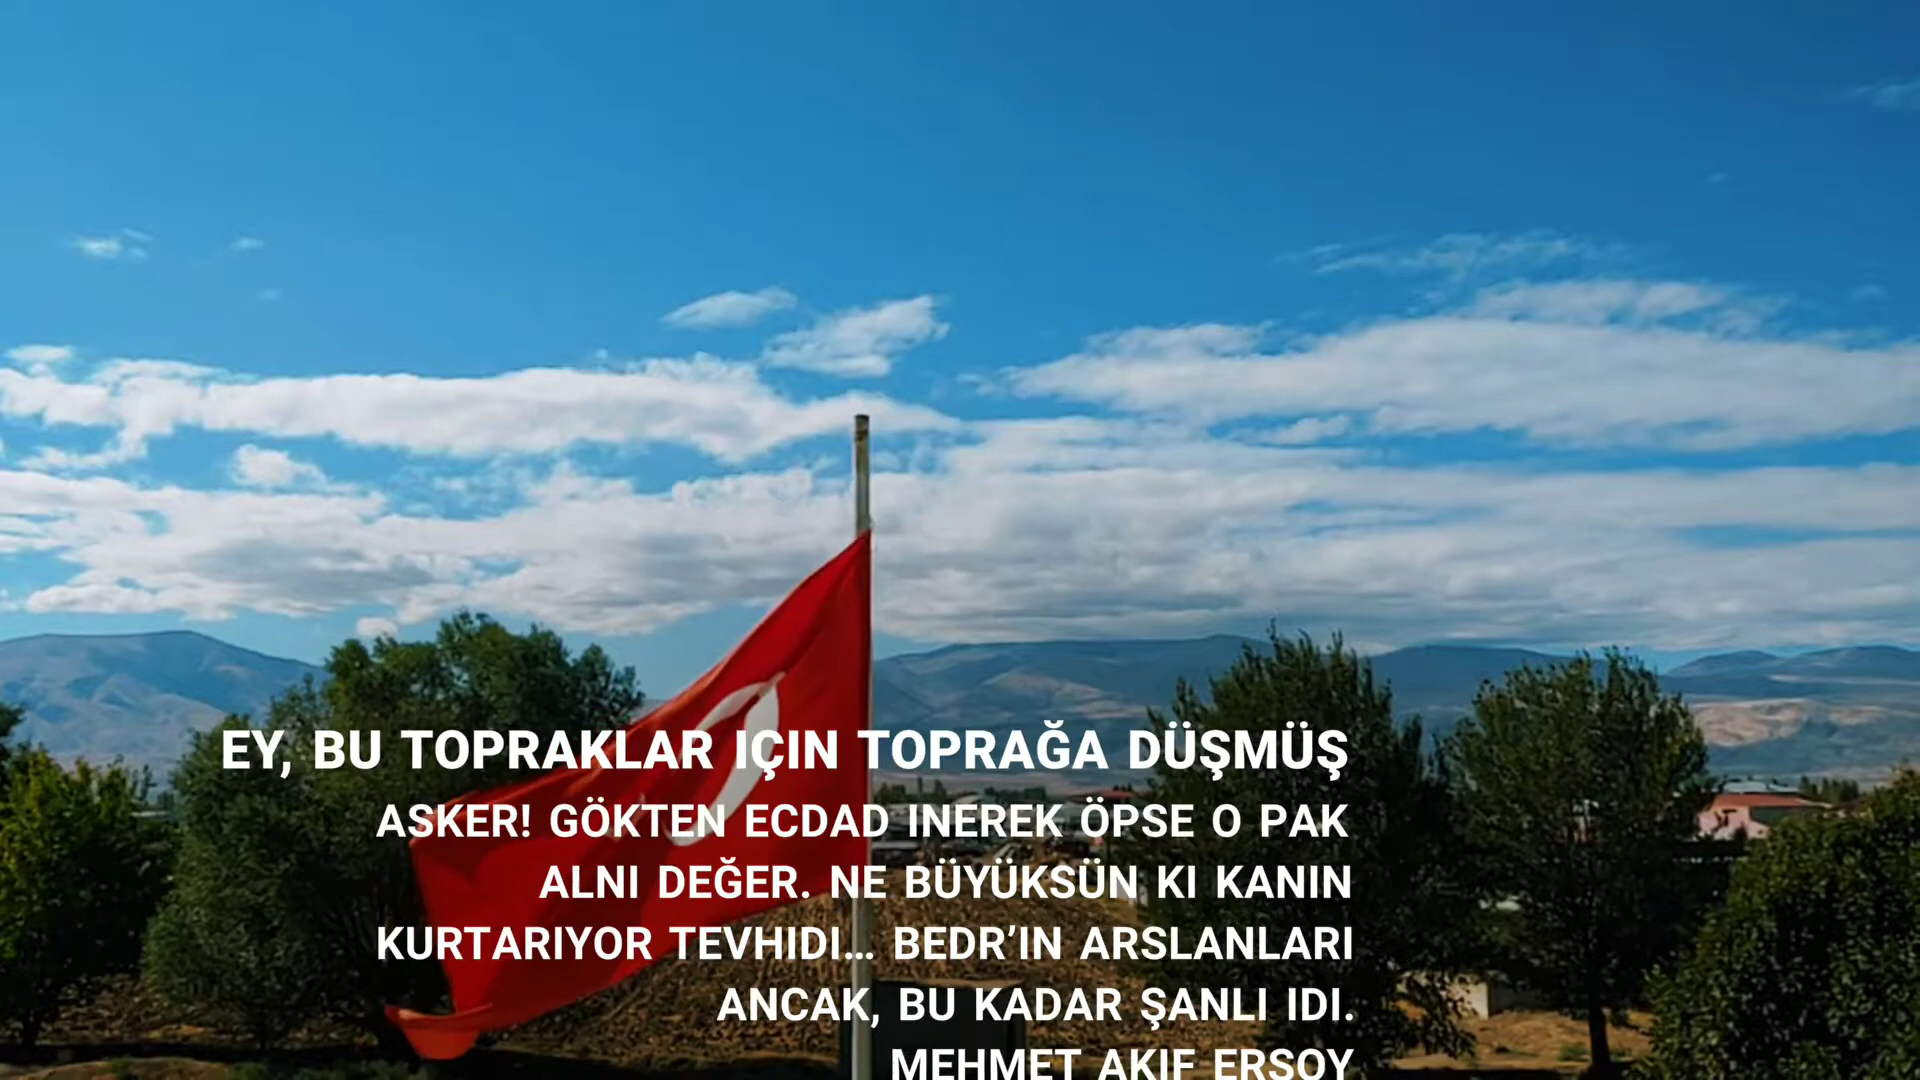 EY, BU TOPRAKLAR IÇIN TOPRAĞA DÜŞMÜŞ
ASKER! GÖKTEN ECDAD INEREK ÖPSE O PAK
ALNI DEĞER. NE BÜYÜKSÜN KI KANIN
KURTARIYOR TEVHIDI... BEDR'IN ARSLANLARI
ANCAK, BU KADAR ŞANLI IDI.
MEHMET AKIF ERSOY